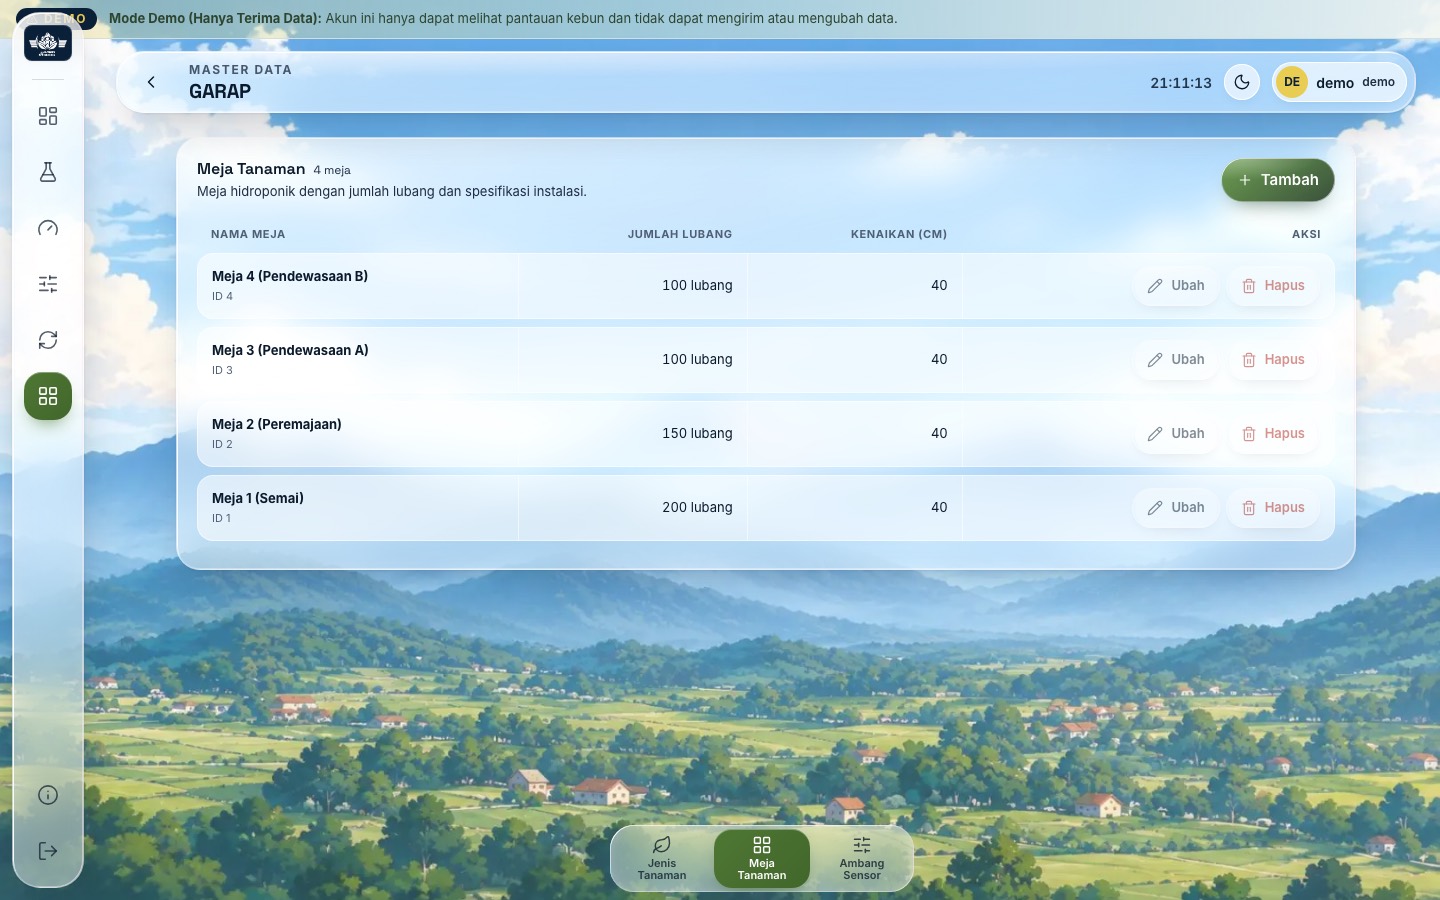 DEMO
Mode Demo (Hanya Terima Data): Akun ini hanya dapat melihat pantauan kebun dan tidak dapat mengirim atau mengubah data.
MASTER DATA
GARAP
21:11:13
DE demo demo
Meja Tanaman 4 meja
Meja hidroponik dengan jumlah lubang dan spesifikasi instalasi.
+ Tambah
NAMA MEJA JUMLAH LUBANG KENAIKAN (CM) AKSI
Meja 4 (Pendewasaan B)
ID 4
100 lubang 40 Ubah Hapus
Meja 3 (Pendewasaan A)
ID 3
100 lubang 40 Ubah Hapus
Meja 2 (Peremajaan)
ID 2
150 lubang 40 Ubah Hapus
Meja 1 (Semai)
ID 1
200 lubang 40 Ubah Hapus
Jenis
Tanaman
Meja
Tanaman
Ambang
Sensor